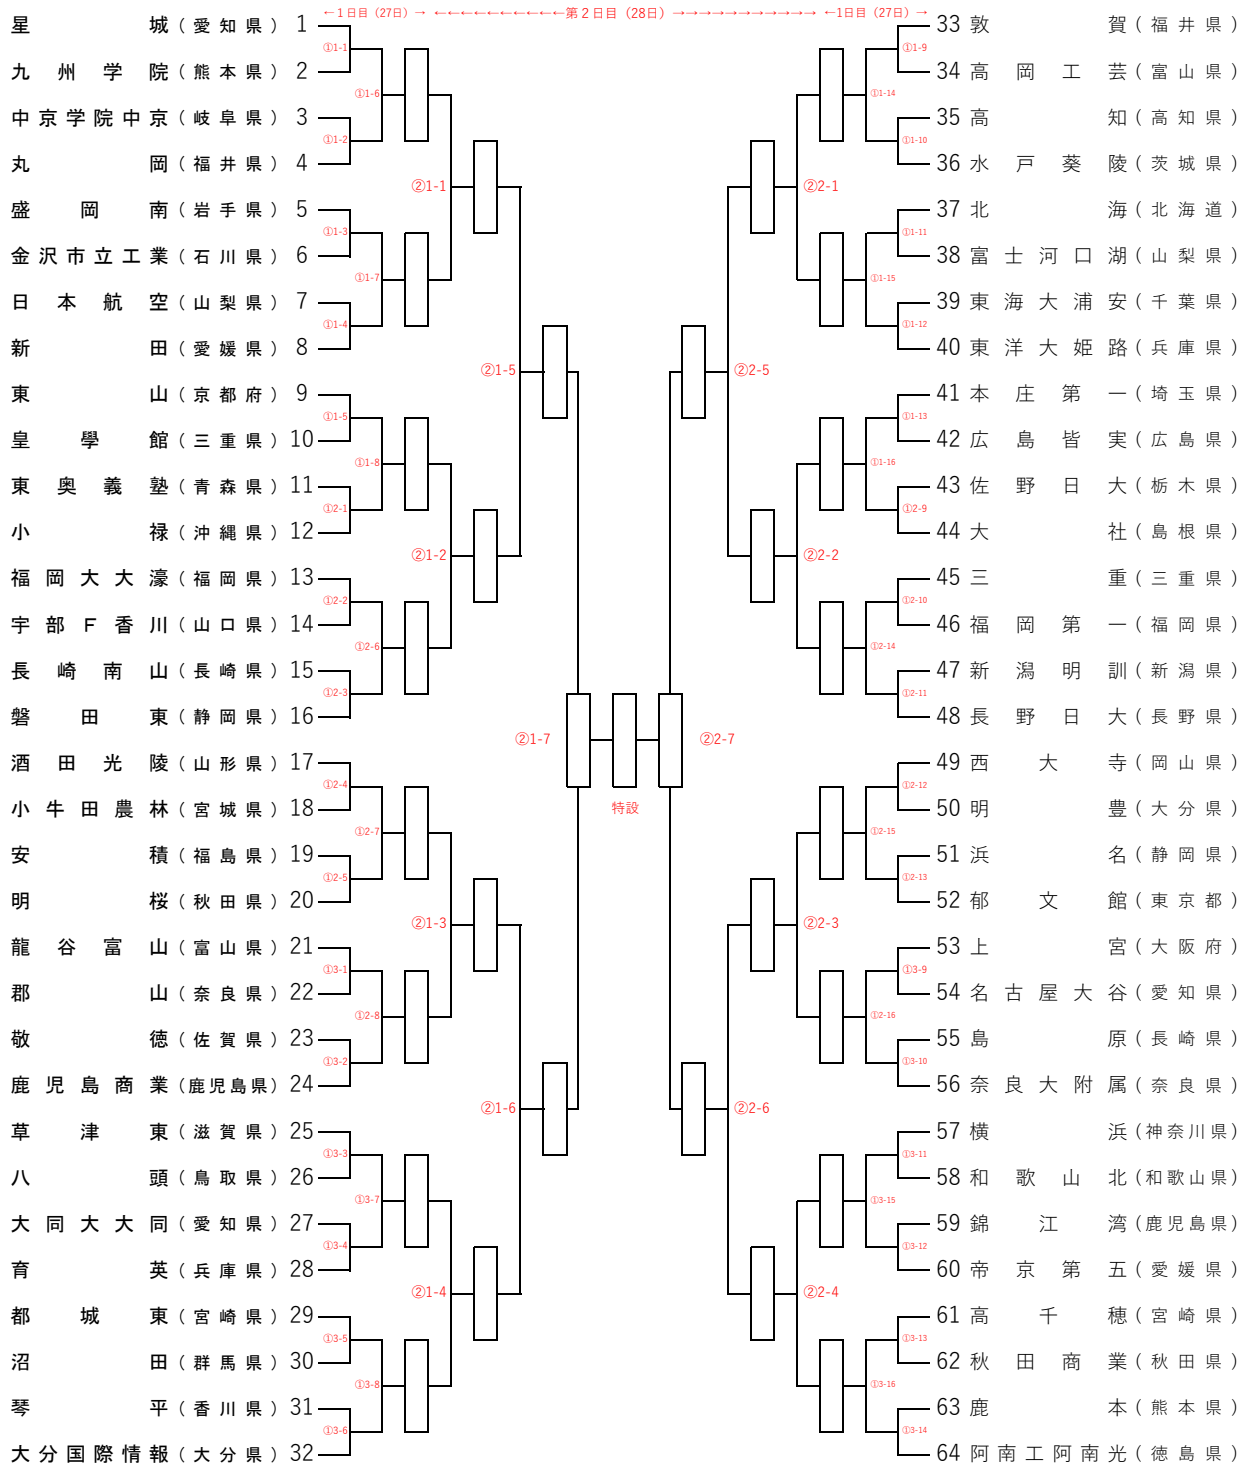 ←１日目（27日）→ ←←←←←←←←←←第２日目（28日）→→→→→→→→→→→ ←1日目（27日）→
星城（愛知県）1
九州学院（熊本県）2
中京学院中京（岐阜県）3
丸岡（福井県）4
盛岡南（岩手県）5
金沢市立工業（石川県）6
日本航空（山梨県）7
新田（愛媛県）8
東山（京都府）9
皇學館（三重県）10
東奥義塾（青森県）11
小禄（沖縄県）12
福岡大大濠（福岡県）13
宇部Ｆ香川（山口県）14
長崎南山（長崎県）15
磐田東（静岡県）16
酒田光陵（山形県）17
小牛田農林（宮城県）18
安積（福島県）19
明桜（秋田県）20
龍谷富山（富山県）21
郡山（奈良県）22
敬徳（佐賀県）23
鹿児島商業（鹿児島県）24
草津東（滋賀県）25
八頭（鳥取県）26
大同大大同（愛知県）27
育英（兵庫県）28
都城東（宮崎県）29
沼田（群馬県）30
琴平（香川県）31
大分国際情報（大分県）32
①1-1
①1-2
①1-3
①1-4
①1-5
①2-1
①2-2
①2-3
①2-4
①2-5
①3-1
①3-2
①3-3
①3-4
①3-5
①3-6
①1-6
①1-7
①1-8
①2-6
①2-7
①2-8
①3-7
①3-8
②1-1
②1-2
②1-3
②1-4
②1-5
②1-6
②1-7
特設
②2-7
②2-5
②2-6
②2-1
②2-2
②2-3
②2-4
①1-14
①1-15
①1-16
①2-14
①2-15
①2-16
①3-15
①3-16
①1-9
①1-10
①1-11
①1-12
①1-13
①2-9
①2-10
①2-11
①2-12
①2-13
①3-9
①3-10
①3-11
①3-12
①3-13
①3-14
33 敦賀（福井県）
34 高岡工芸（富山県）
35 高知（高知県）
36 水戸葵陵（茨城県）
37 北海（北海道）
38 富士河口湖（山梨県）
39 東海大浦安（千葉県）
40 東洋大姫路（兵庫県）
41 本庄第一（埼玉県）
42 広島皆実（広島県）
43 佐野日大（栃木県）
44 大社（島根県）
45 三重（三重県）
46 福岡第一（福岡県）
47 新潟明訓（新潟県）
48 長野日大（長野県）
49 西大寺（岡山県）
50 明豊（大分県）
51 浜名（静岡県）
52 郁文館（東京都）
53 上宮（大阪府）
54 名古屋大谷（愛知県）
55 島原（長崎県）
56 奈良大附属（奈良県）
57 横浜（神奈川県）
58 和歌山北（和歌山県）
59 錦江湾（鹿児島県）
60 帝京第五（愛媛県）
61 高千穂（宮崎県）
62 秋田商業（秋田県）
63 鹿本（熊本県）
64 阿南工阿南光（徳島県）